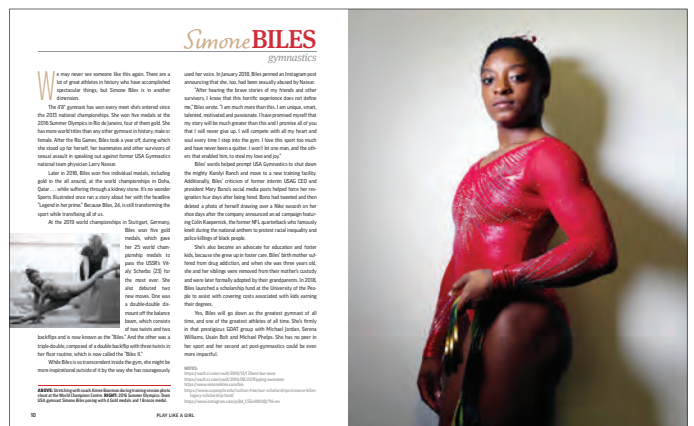 Simone BILES
gymnastics
We may never see someone like this again. There are a
lot of great athletes in history who have accomplished
spectacular things, but Simone Biles is in another
dimension.
The 4'8" gymnast has won every meet she's entered since
the 2013 national championships. She won five medals at the
2016 Summer Olympics in Rio de Janeiro, four of them gold. She
has more world titles than any other gymnast in history, male or
female. After the Rio Games, Biles took a year off, during which
she stood up for herself, her teammates and other survivors of
sexual assault in speaking out against former USA Gymnastics
national team physician Larry Nassar.
Later in 2018, Biles won five individual medals, including
gold in the all around, at the world championships in Doha,
Qatar . . . while suffering through a kidney stone. It's no wonder
Sports Illustrated once ran a story about her with the headline
"Legend in her prime." Because Biles, 24, is still transforming the
sport while transfixing all of us.
At the 2019 world championships in Stuttgart, Germany,
Biles won five gold
medals, which gave
her 25 world cham-
pionship medals to
pass the USSR's Vit-
aly Scherbo (23) for
the most ever. She
also debuted two
new moves. One was
a double-double dis-
mount off the balance
beam, which consists
of two twists and two
backflips and is now known as the "Biles." And the other was a
triple-double, composed of a double backflip with three twists in
her floor routine, which is now called the "Biles II."
While Biles is so transcendent inside the gym, she might be
more inspirational outside of it by the way she has courageously
ABOVE: Stretching with coach Aimee Boorman during training session photo
shoot at the World Champions Centre. RIGHT: 2016 Summer Olympics Team
USA gymnast Simone Biles posing with 4 Gold medals and 1 Bronze medal.
used her voice. In January 2018, Biles penned an Instagram post
announcing that she, too, had been sexually abused by Nassar.
"After hearing the brave stories of my friends and other
survivors, I know that this horrific experience does not define
me," Biles wrote. "I am much more than this. I am unique, smart,
talented, motivated and passionate. I have promised myself that
my story will be much greater than this and I promise all of you
that I will never give up. I will compete with all my heart and
soul every time I step into the gym. I love this sport too much
and have never been a quitter. I won't let one man, and the oth-
ers that enabled him, to steal my love and joy."
Biles's words helped prompt USA Gymnastics to shut down
the mighty Karolyi Ranch and move to a new training facility.
Additionally, Biles' criticism of former interim USAG CEO and
president Mary Bono's social media posts helped force her res-
ignation four days after being hired. Bono had tweeted and then
deleted a photo of herself drawing over a Nike swoosh on her
shoe days after the company announced an ad campaign featur-
ing Colin Kaepernick, the former NFL quarterback who famously
knelt during the national anthem to protest racial inequality and
police killings of black people.
She's also become an advocate for education and foster
kids, because she grew up in foster care. Biles' birth mother suf-
fered from drug addiction, and when she was three years old,
she and her siblings were removed from their mother's custody
and were later formally adopted by their grandparents. In 2018,
Biles launched a scholarship fund at the University of the Peo-
ple to assist with covering costs associated with kids earning
their degrees.
Yes, Biles will go down as the greatest gymnast of all
time, and one of the greatest athletes of all time. She's firmly
in that prestigious GOAT group with Michael Jordan, Serena
Williams, Usain Bolt and Michael Phelps. She has no peer in
her sport and her second act post-gymnastics could even be
more impactful.
NOTES:
10
PLAY LIKE A GIRL